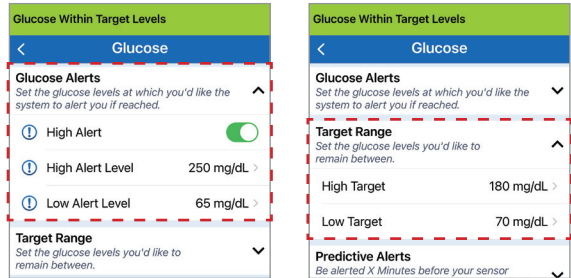 Glucose Within Target Levels
Glucose
Glucose Alerts
Set the glucose levels at which you'd like the
system to alert you if reached.
High Alert
High Alert Level 250 mg/dL
Low Alert Level 65 mg/dL
Target Range
Set the glucose levels you'd like to
remain between.
Glucose Within Target Levels
Glucose
Glucose Alerts
Set the glucose levels at which you'd like the
system to alert you if reached.
Target Range
Set the glucose levels you'd like to
remain between.
High Target 180 mg/dL
Low Target 70 mg/dL
Predictive Alerts
Be alerted X Minutes before your sensor